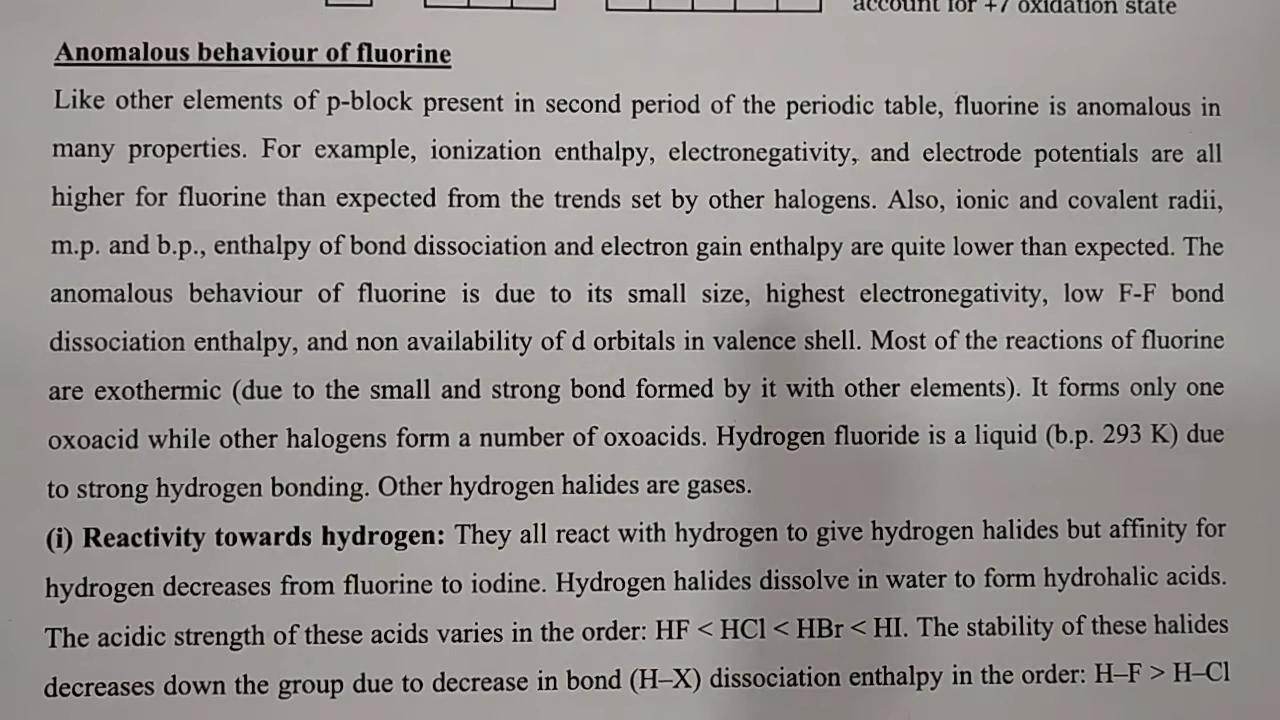 account for +7 oxidation state
Anomalous behaviour of fluorine
Like other elements of p-block present in second period of the periodic table, fluorine is anomalous in
many properties. For example, ionization enthalpy, electronegativity, and electrode potentials are all
higher for fluorine than expected from the trends set by other halogens. Also, ionic and covalent radii,
m.p. and b.p., enthalpy of bond dissociation and electron gain enthalpy are quite lower than expected. The
anomalous behaviour of fluorine is due to its small size, highest electronegativity, low F-F bond
dissociation enthalpy, and non availability of d orbitals in valence shell. Most of the reactions of fluorine
are exothermic (due to the small and strong bond formed by it with other elements). It forms only one
oxoacid while other halogens form a number of oxoacids. Hydrogen fluoride is a liquid (b.p. 293 K) due
to strong hydrogen bonding. Other hydrogen halides are gases.
(i) Reactivity towards hydrogen: They all react with hydrogen to give hydrogen halides but affinity for
hydrogen decreases from fluorine to iodine. Hydrogen halides dissolve in water to form hydrohalic acids.
The acidic strength of these acids varies in the order: HF < HCl < HBr < HI. The stability of these halides
decreases down the group due to decrease in bond (H–X) dissociation enthalpy in the order: H–F > H–Cl